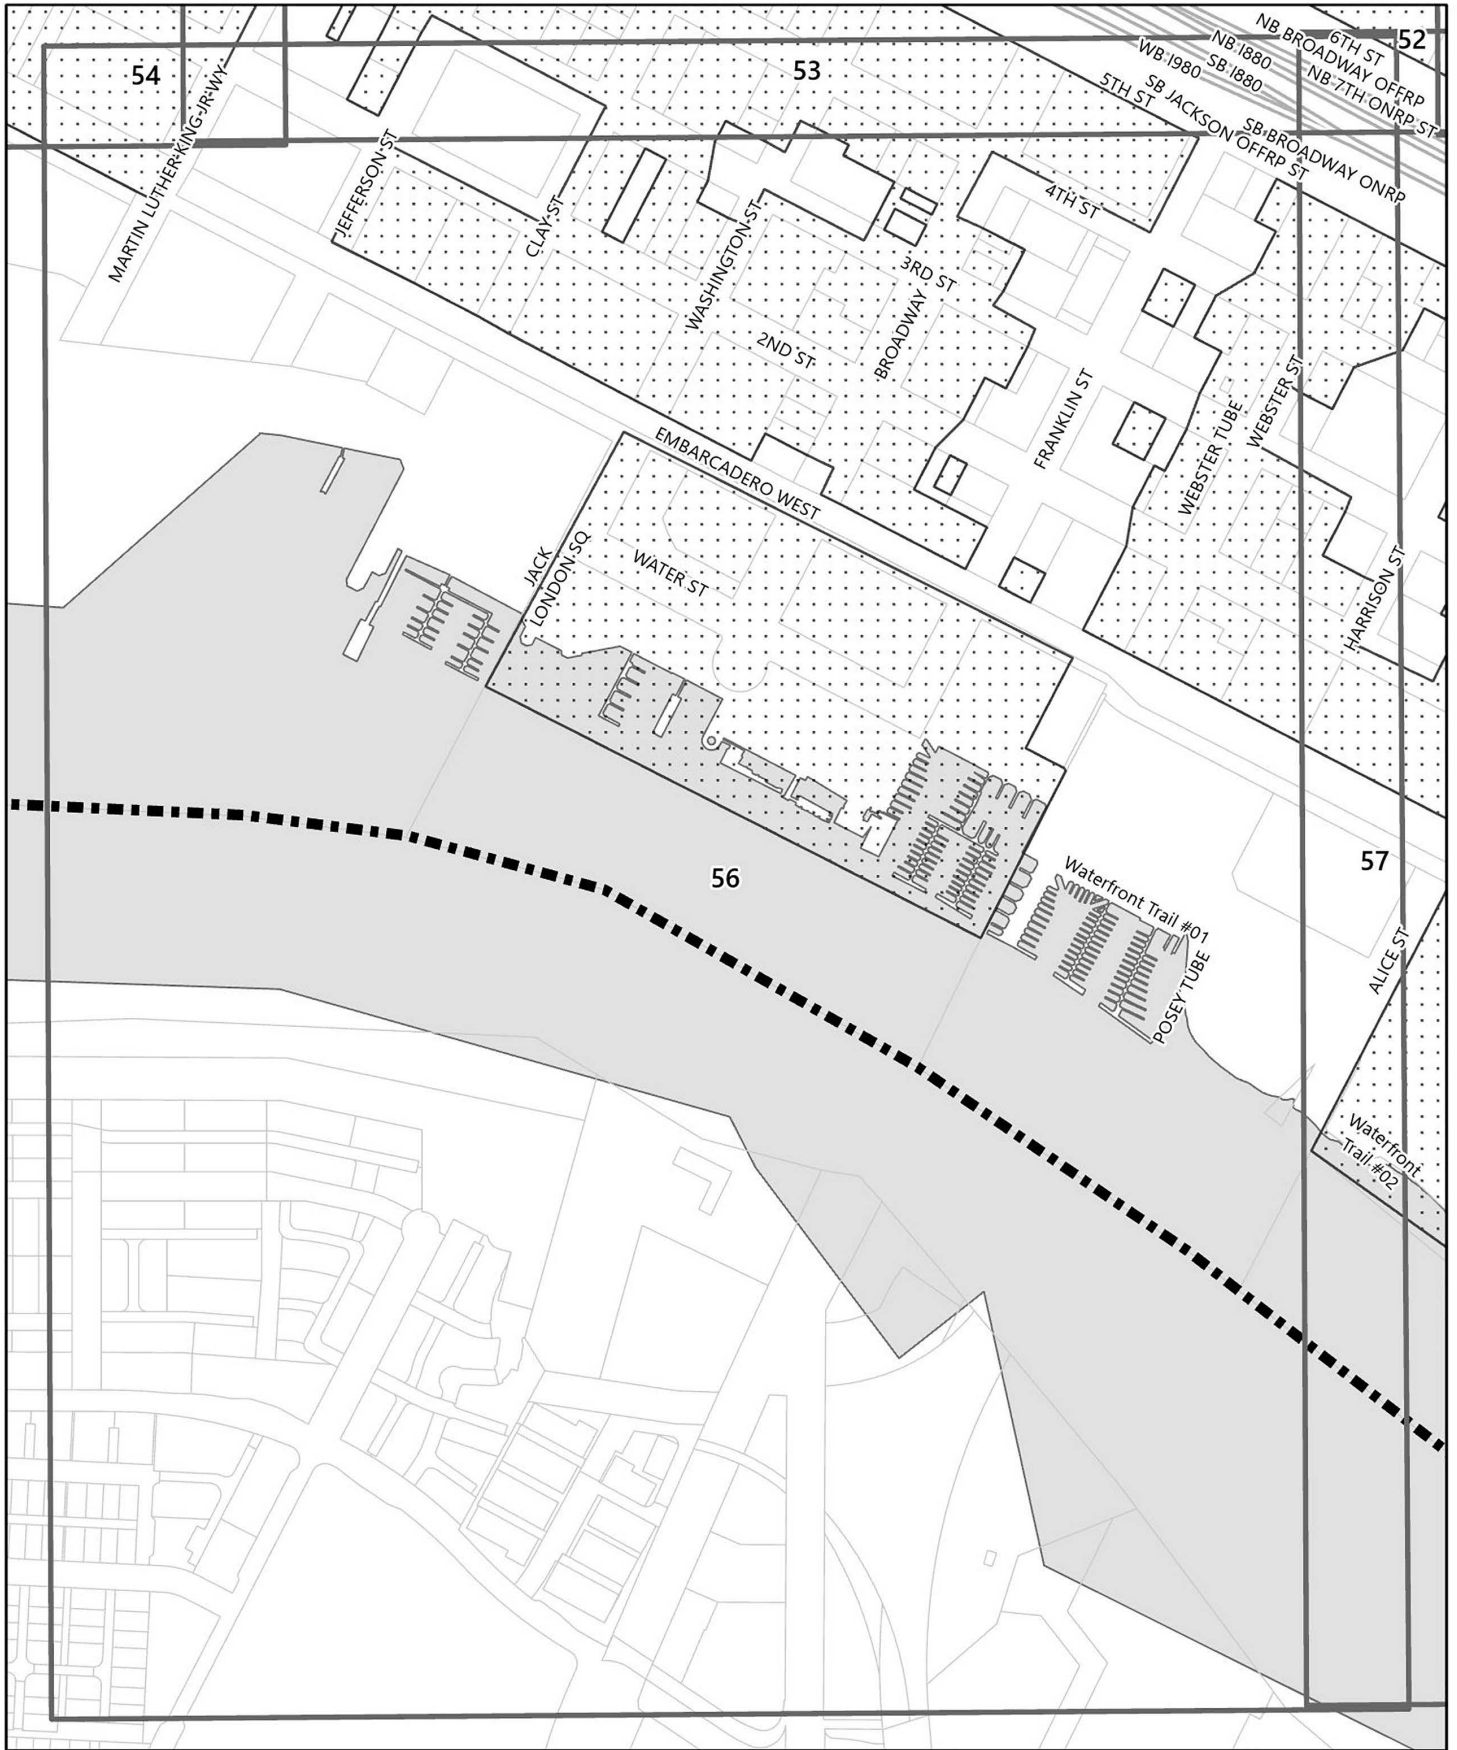 54
53
52
6TH ST
NB BROADWAY OFFRP
NB I880
NB 7TH ONRP ST
WB I980
SB I880
5TH ST
SB JACKSON OFFRP ST
SB BROADWAY ONRP
MARTIN LUTHER KING JR WY
JEFFERSON ST
CLAY ST
WASHINGTON ST
4TH ST
3RD ST
BROADWAY
2ND ST
FRANKLIN ST
WEBSTER TUBE
WEBSTER ST
HARRISON ST
EMBARCADERO WEST
JACK
LONDON SQ
WATER ST
56
57
Waterfront Trail #01
POSEY TUBE
ALICE ST
Waterfront
Trail #02